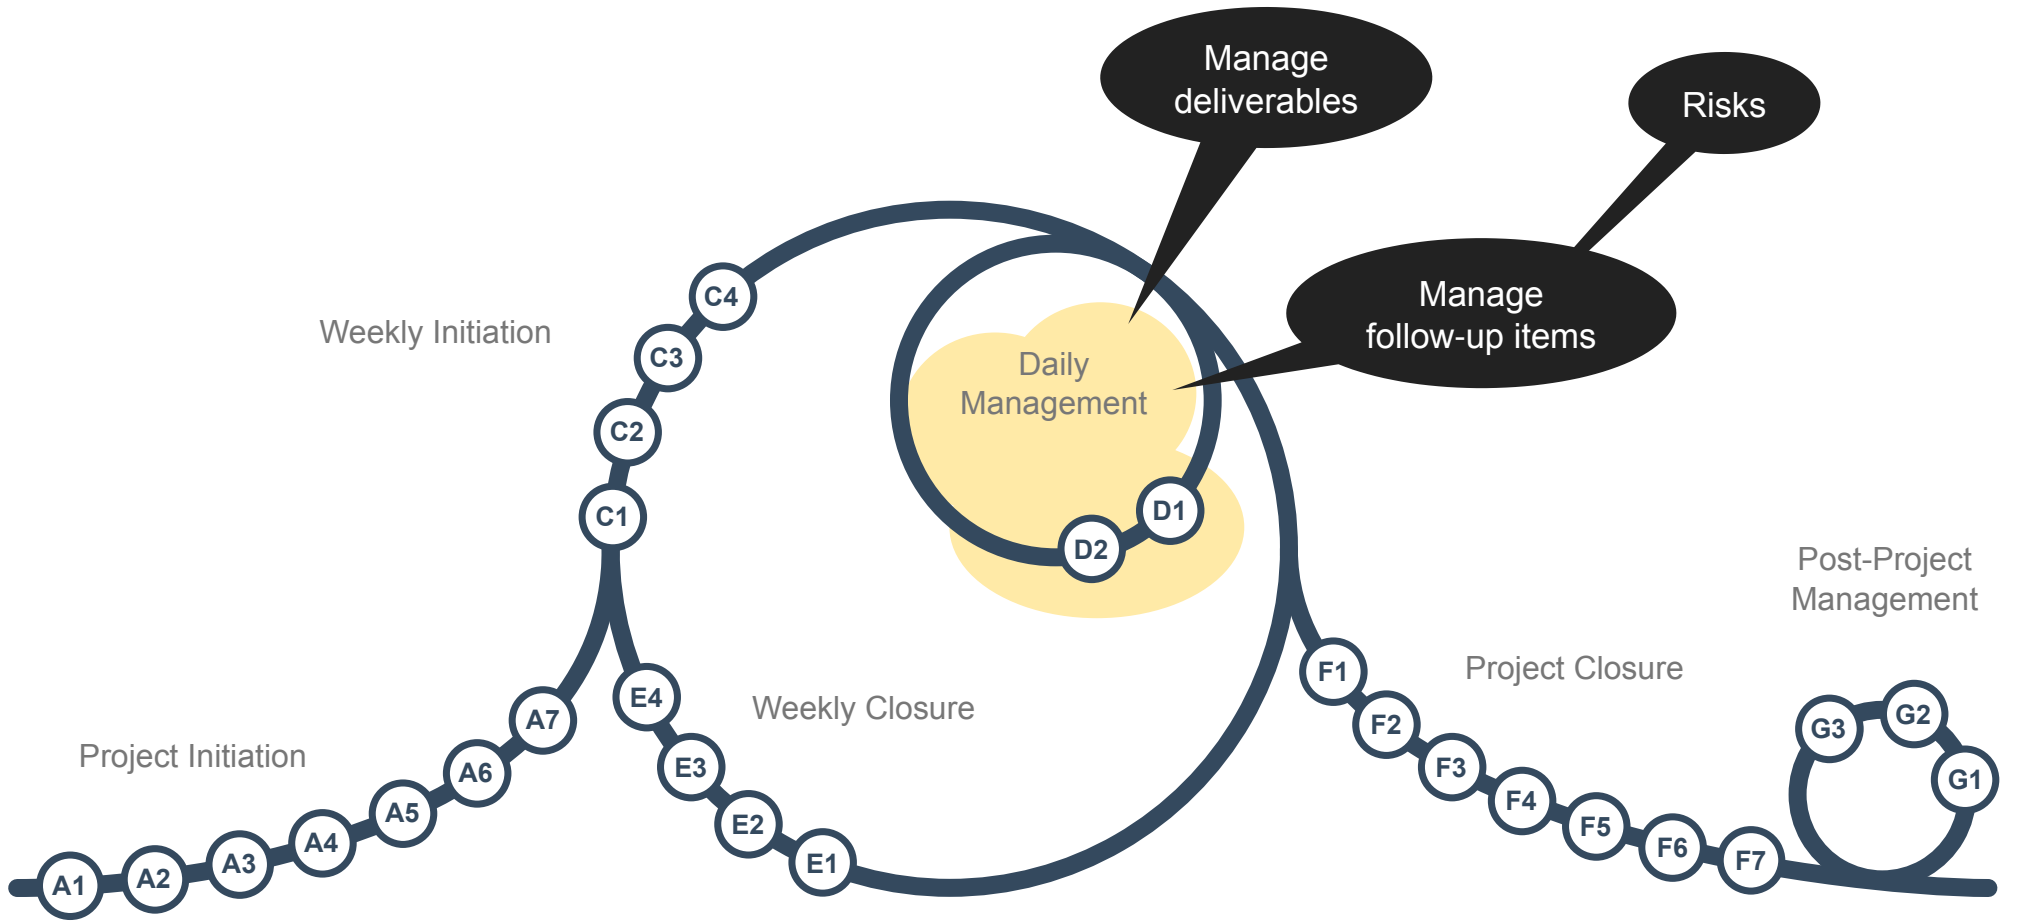 Manage
deliverables
Risks
Manage
follow-up items
Weekly Initiation
C4
C3
C2
C1
Daily
Management
D1
D2
Project Initiation
A1
A2
A3
A4
A5
A6
A7
Weekly Closure
E4
E3
E2
E1
Project Closure
F1
F2
F3
F4
F5
F6
F7
Post-Project
Management
G3
G2
G1